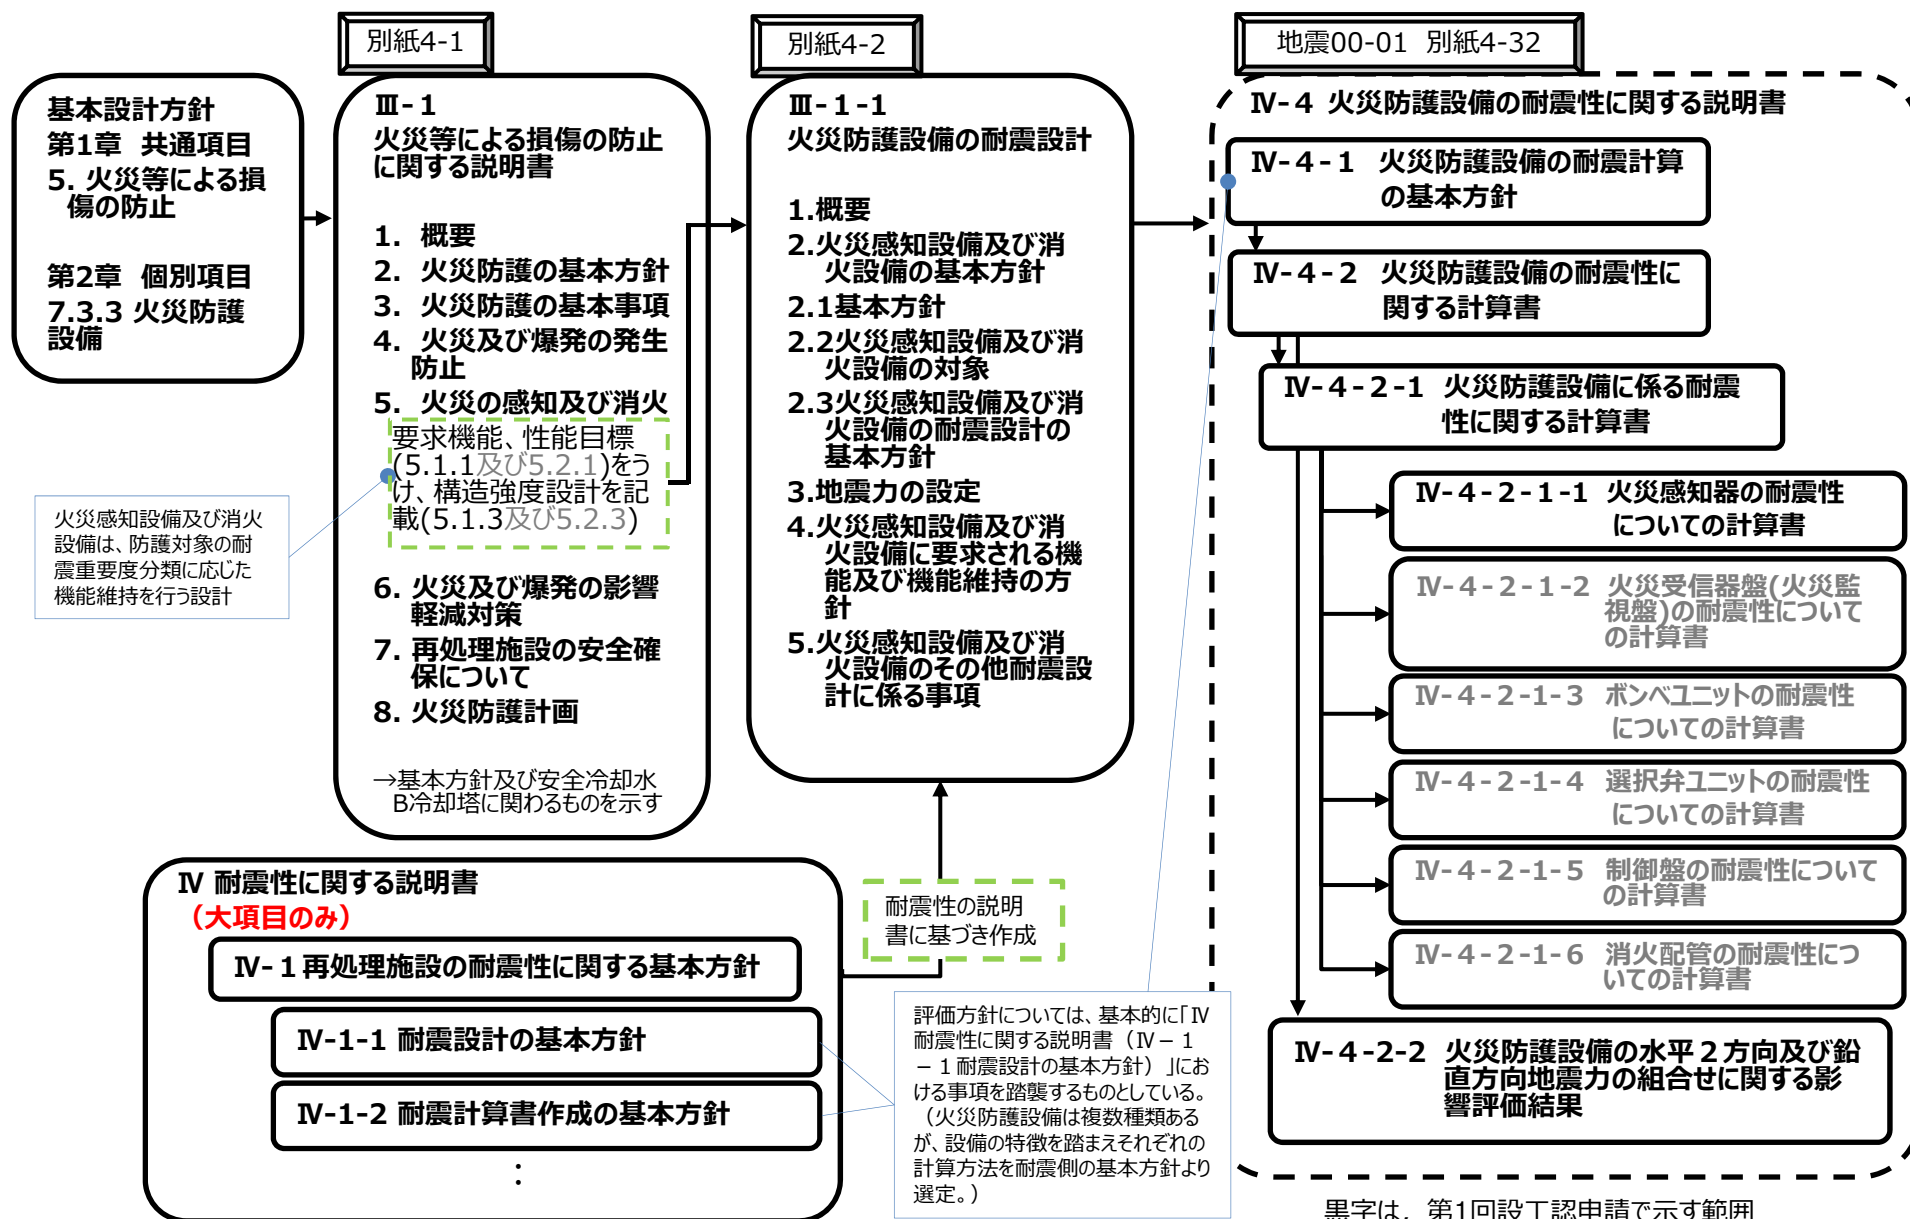 別紙4-1
別紙4-2
地震00-01 別紙4-32
基本設計方針
第1章 共通項目
5. 火災等による損
傷の防止
第2章 個別項目
7.3.3 火災防護
設備
Ⅲ-1
火災等による損傷の防止
に関する説明書
1. 概要
2. 火災防護の基本方針
3. 火災防護の基本事項
4. 火災及び爆発の発生
防止
5. 火災の感知及び消火
要求機能、性能目標
(5.1.1及び5.2.1)をう
け、構造強度設計を記
載(5.1.3及び5.2.3)
6. 火災及び爆発の影響
軽減対策
7. 再処理施設の安全確
保について
8. 火災防護計画
→基本方針及び安全冷却水
B冷却塔に関わるものを示す
火災感知設備及び消火
設備は、防護対象の耐
震重要度分類に応じた
機能維持を行う設計
Ⅲ-1-1
火災防護設備の耐震設計
1.概要
2.火災感知設備及び消
火設備の基本方針
2.1基本方針
2.2火災感知設備及び消
火設備の対象
2.3火災感知設備及び消
火設備の耐震設計の
基本方針
3.地震力の設定
4.火災感知設備及び消
火設備に要求される機
能及び機能維持の方
針
5.火災感知設備及び消
火設備のその他耐震設
計に係る事項
Ⅳ 耐震性に関する説明書
（大項目のみ）
Ⅳ-１再処理施設の耐震性に関する基本方針
Ⅳ-1-1 耐震設計の基本方針
Ⅳ-1-2 耐震計算書作成の基本方針
：
耐震性の説明
書に基づき作成
評価方針については、基本的に「Ⅳ
耐震性に関する説明書（Ⅳ－１
－１耐震設計の基本方針）」にお
ける事項を踏襲するものとしている。
（火災防護設備は複数種類ある
が、設備の特徴を踏まえそれぞれの
計算方法を耐震側の基本方針より
選定。）
Ⅳ-４ 火災防護設備の耐震性に関する説明書
Ⅳ-４-１ 火災防護設備の耐震計算
の基本方針
Ⅳ-４-２ 火災防護設備の耐震性に
関する計算書
Ⅳ-４-２-１ 火災防護設備に係る耐震
性に関する計算書
Ⅳ-４-２-１-１ 火災感知器の耐震性
についての計算書
Ⅳ-４-２-１-２ 火災受信器盤(火災監
視盤)の耐震性について
の計算書
Ⅳ-４-２-１-３ ボンベユニットの耐震性
についての計算書
Ⅳ-４-２-１-４ 選択弁ユニットの耐震性
についての計算書
Ⅳ-４-２-１-５ 制御盤の耐震性について
の計算書
Ⅳ-４-２-１-６ 消火配管の耐震性につ
いての計算書
Ⅳ-４-２-２ 火災防護設備の水平２方向及び鉛
直方向地震力の組合せに関する影
響評価結果
黒字は，第1回設工認申請で示す範囲